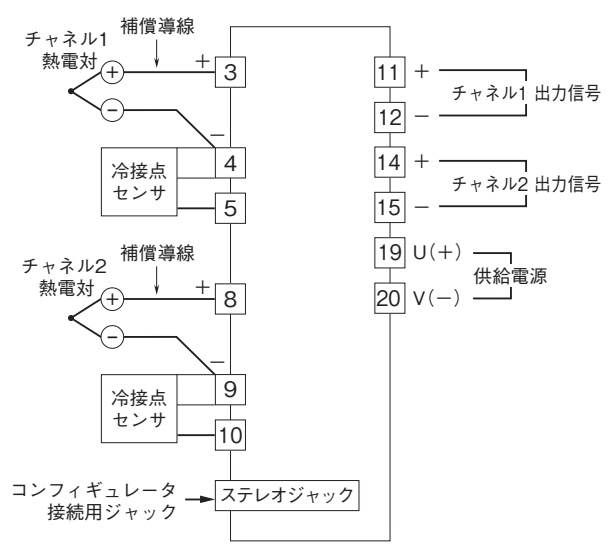 チャネル1
熱電対
補償導線
+
+
3
−
−
4
冷接点
センサ
5
チャネル2
熱電対
補償導線
+
+
8
−
−
9
冷接点
センサ
10
コンフィギュレータ
接続用ジャック
ステレオジャック
11 +
チャネル1 出力信号
12 −
14 +
チャネル2 出力信号
15 −
19 U(+)
供給電源
20 V(−)